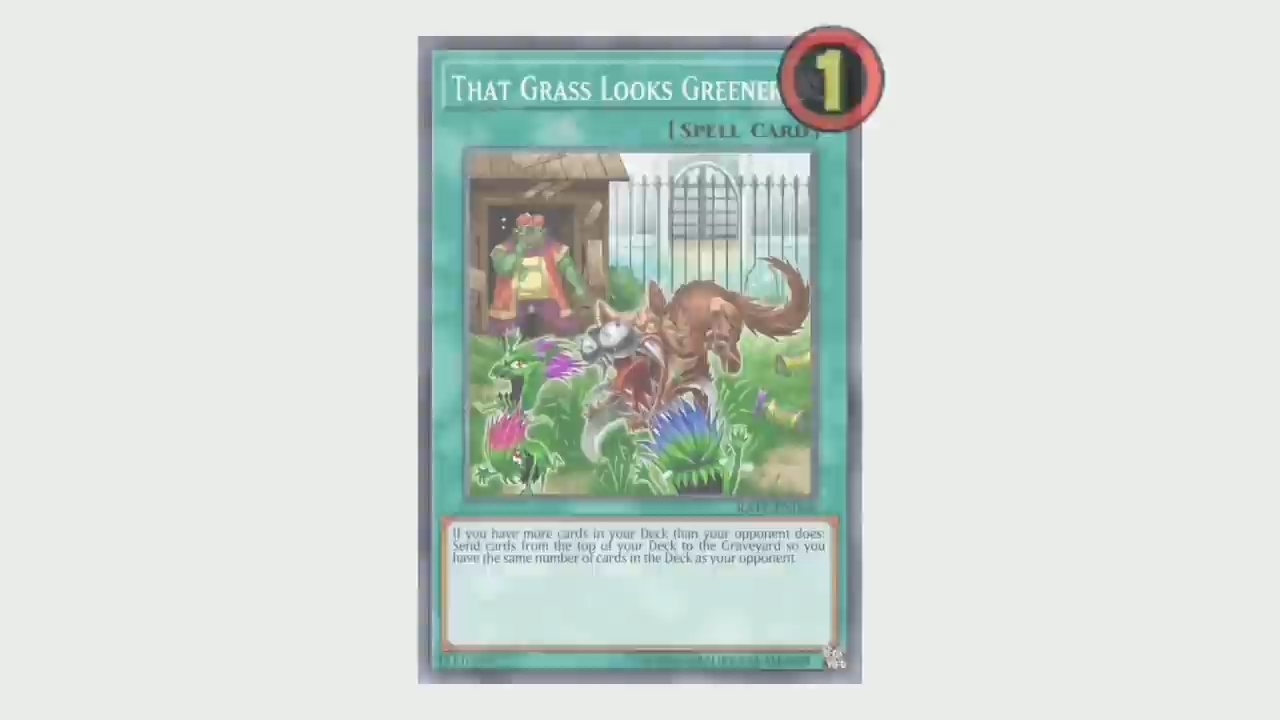 THAT GRASS LOOKS GREENER
1
[ SPELL CARD ]
If you have more cards in your Deck than your opponent does:
Send cards from the top of your Deck to the Graveyard so you
have the same number of cards in the Deck as your opponent.